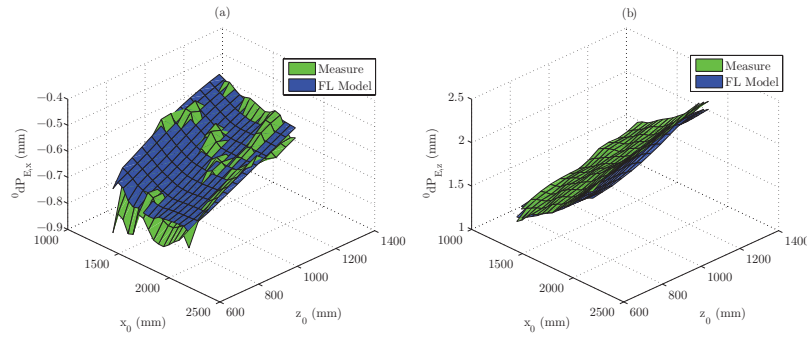 (a)
Measure
FL Model
−0.4
−0.5
−0.6
−0.7
−0.8
−0.9
0dP E,x (mm)
1000
1500
2000
2500
x0 (mm)
600
800
1000
1200
1400
z0 (mm)
(b)
Measure
FL Model
2.5
2
1.5
1
0dP E,z (mm)
1000
1500
2000
2500
x0 (mm)
600
800
1000
1200
1400
z0 (mm)